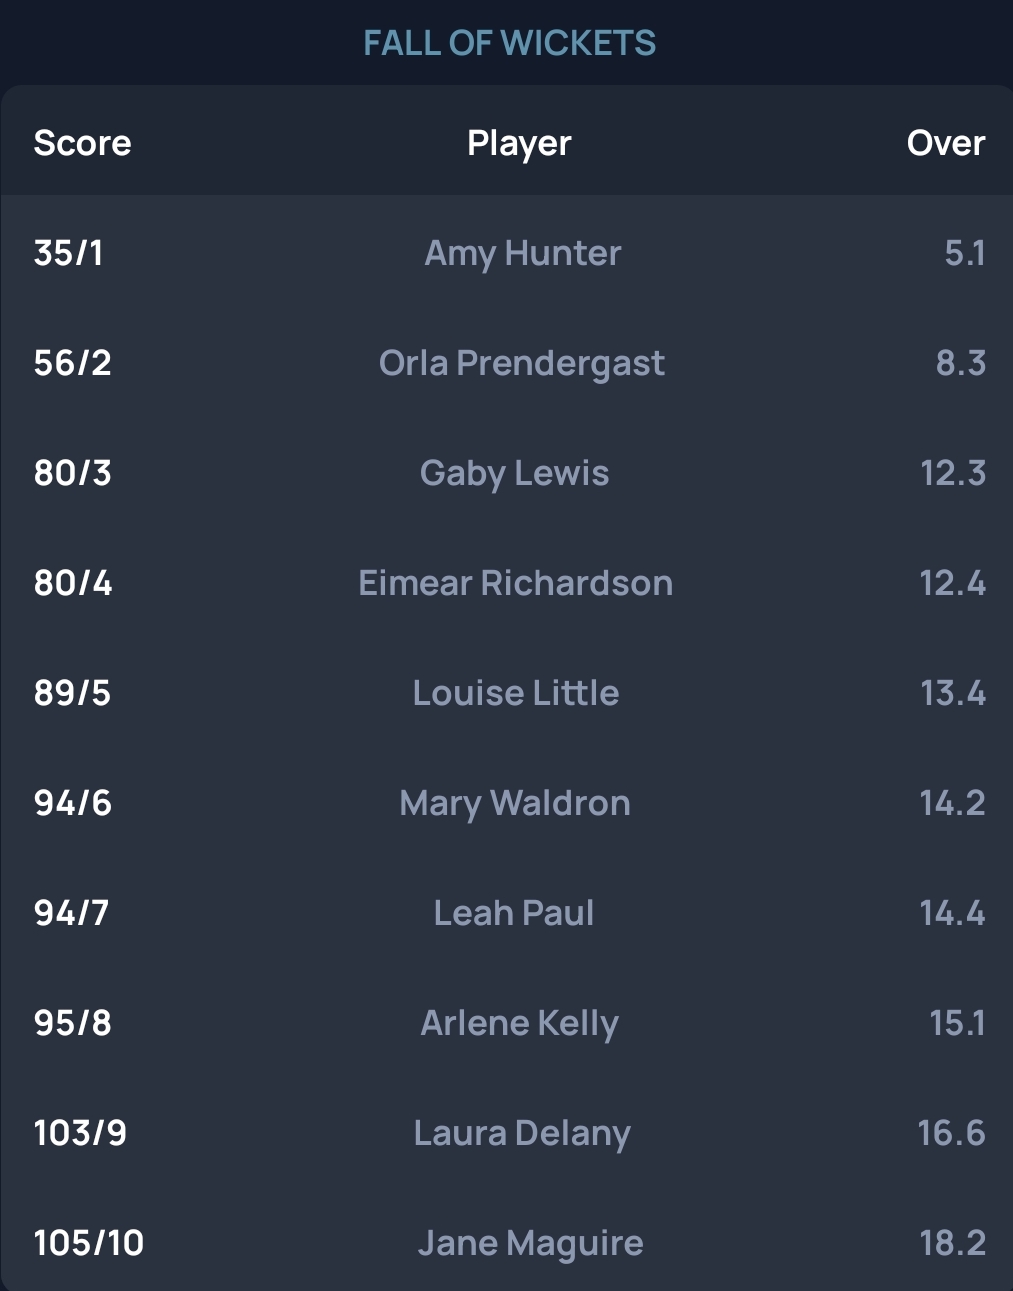 FALL OF WICKETS
Score Player Over
35/1 Amy Hunter 5.1
56/2 Orla Prendergast 8.3
80/3 Gaby Lewis 12.3
80/4 Eimear Richardson 12.4
89/5 Louise Little 13.4
94/6 Mary Waldron 14.2
94/7 Leah Paul 14.4
95/8 Arlene Kelly 15.1
103/9 Laura Delany 16.6
105/10 Jane Maguire 18.2